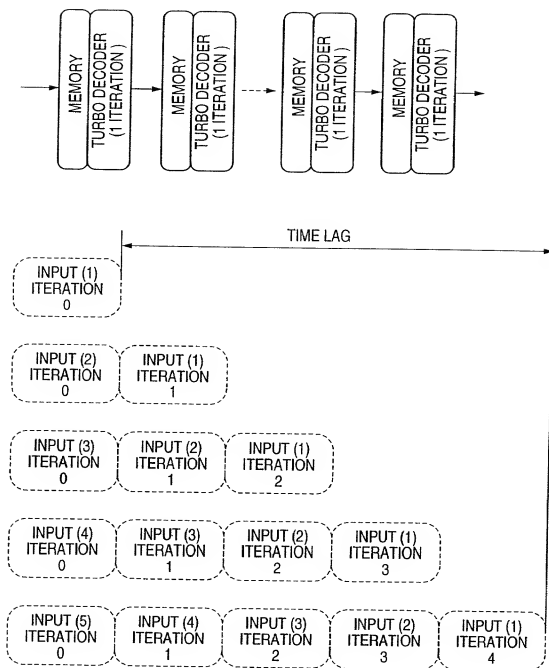 MEMORY
TURBO DECODER
(1 ITERATION)
MEMORY
TURBO DECODER
(1 ITERATION)
MEMORY
TURBO DECODER
(1 ITERATION)
MEMORY
TURBO DECODER
(1 ITERATION)
TIME LAG
INPUT (1)
ITERATION
0
INPUT (2)
ITERATION
0
INPUT (1)
ITERATION
1
INPUT (3)
ITERATION
0
INPUT (2)
ITERATION
1
INPUT (1)
ITERATION
2
INPUT (4)
ITERATION
0
INPUT (3)
ITERATION
1
INPUT (2)
ITERATION
2
INPUT (1)
ITERATION
3
INPUT (5)
ITERATION
0
INPUT (4)
ITERATION
1
INPUT (3)
ITERATION
2
INPUT (2)
ITERATION
3
INPUT (1)
ITERATION
4